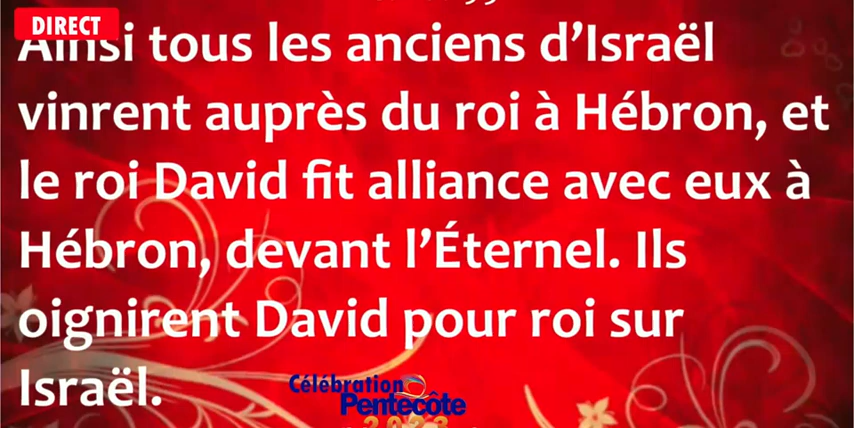 DIRECT
Ainsi tous les anciens d’Israël
vinrent auprès du roi à Hébron, et
le roi David fit alliance avec eux à
Hébron, devant l’Éternel. Ils
oignirent David pour roi sur
Israël.
Célébration
Pentecôte
2023